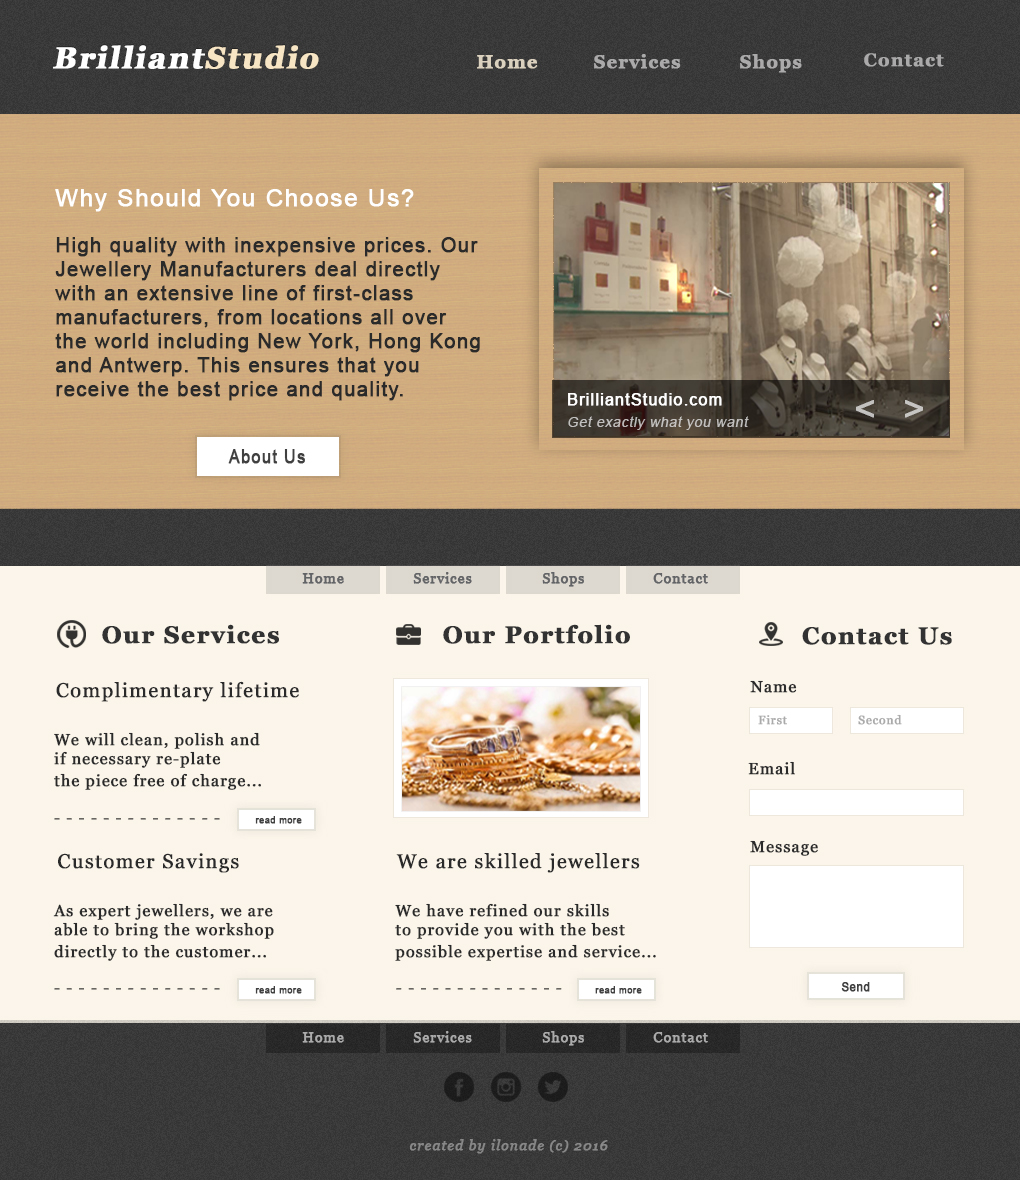 BrilliantStudio
Home Services Shops Contact
Why Should You Choose Us?
High quality with inexpensive prices. Our
Jewellery Manufacturers deal directly
with an extensive line of first-class
manufacturers, from locations all over
the world including New York, Hong Kong
and Antwerp. This ensures that you
receive the best price and quality.
About Us
BrilliantStudio.com
Get exactly what you want
< >
Home Services Shops Contact
Our Services
Complimentary lifetime
We will clean, polish and
if necessary re-plate
the piece free of charge...
read more
Customer Savings
As expert jewellers, we are
able to bring the workshop
directly to the customer...
read more
Our Portfolio
We are skilled jewellers
We have refined our skills
to provide you with the best
possible expertise and service...
read more
Contact Us
Name
First Second
Email
Message
Send
Home Services Shops Contact
created by ilonade (c) 2016